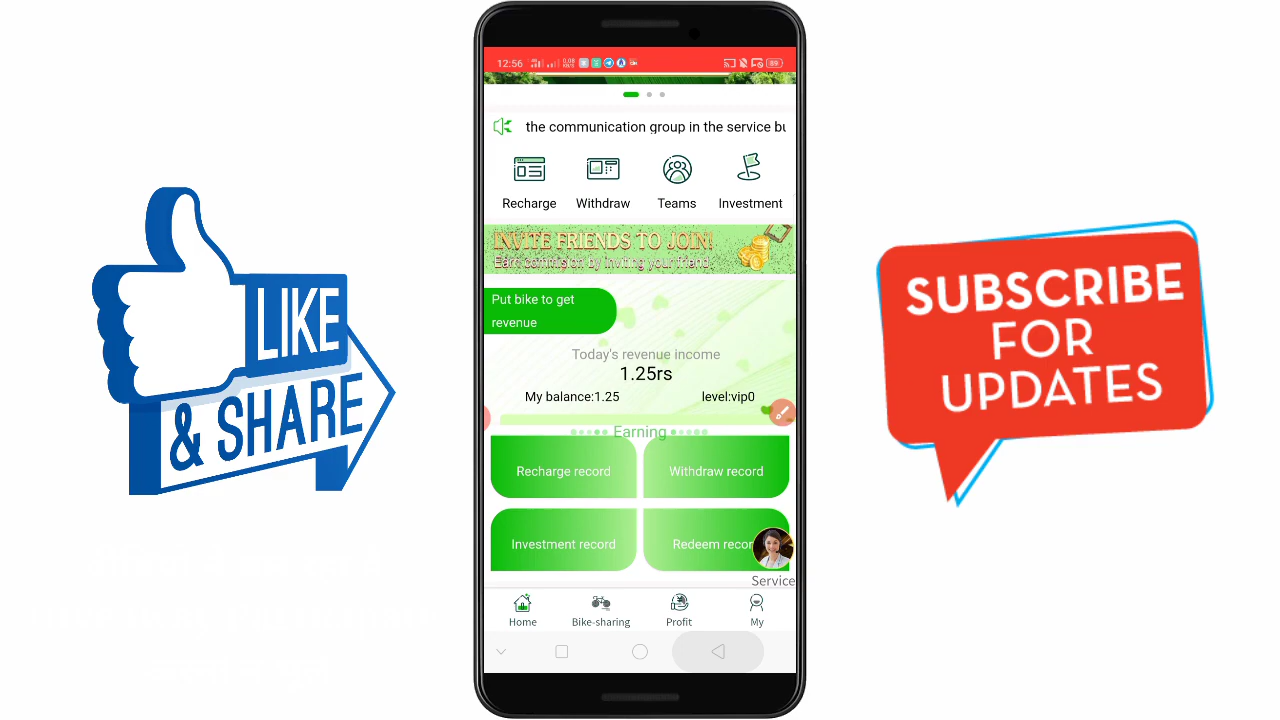 LIKE
& SHARE
12:56
the communication group in the service bu
Recharge
Withdraw
Teams
Investment
INVITE FRIENDS TO JOIN!
Earn commision by inviting your friend
Put bike to get
revenue
Today's revenue income
1.25rs
My balance:1.25
level:vip0
Earning
Recharge record
Withdraw record
Investment record
Redeem recor
Service
Home
Bike-sharing
Profit
My
SUBSCRIBE
FOR
UPDATES